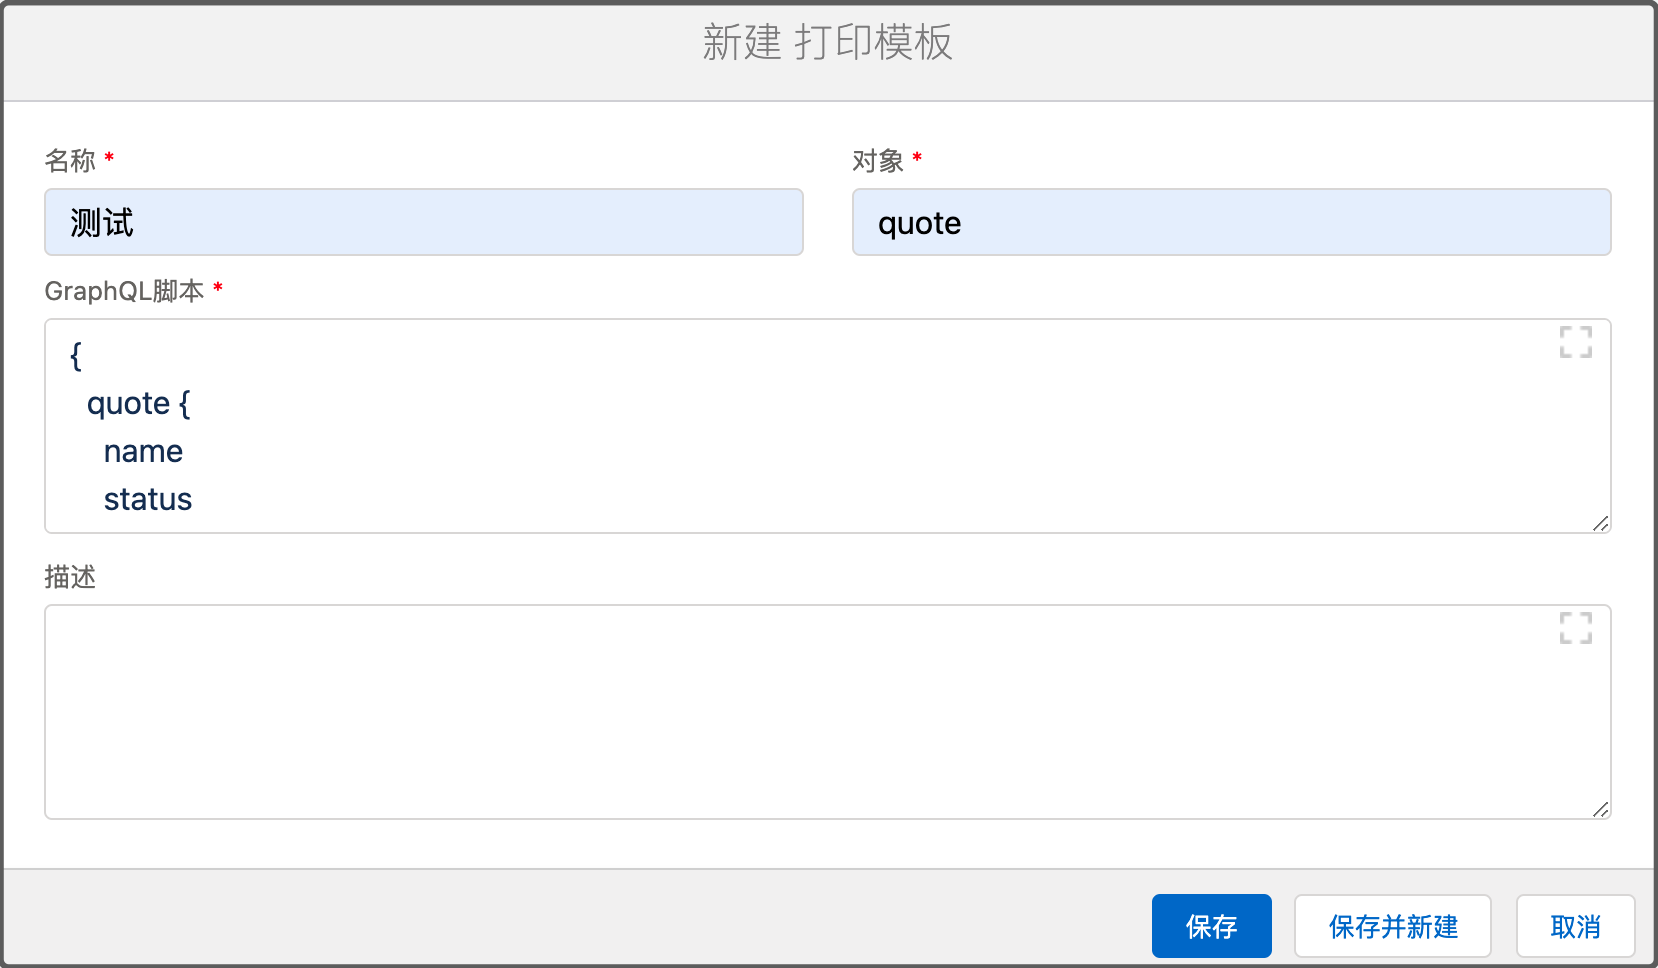 新建 打印模板
名称 *
对象 *
测试
quote
GraphQL脚本 *
{
quote {
name
status
描述
保存
保存并新建
取消